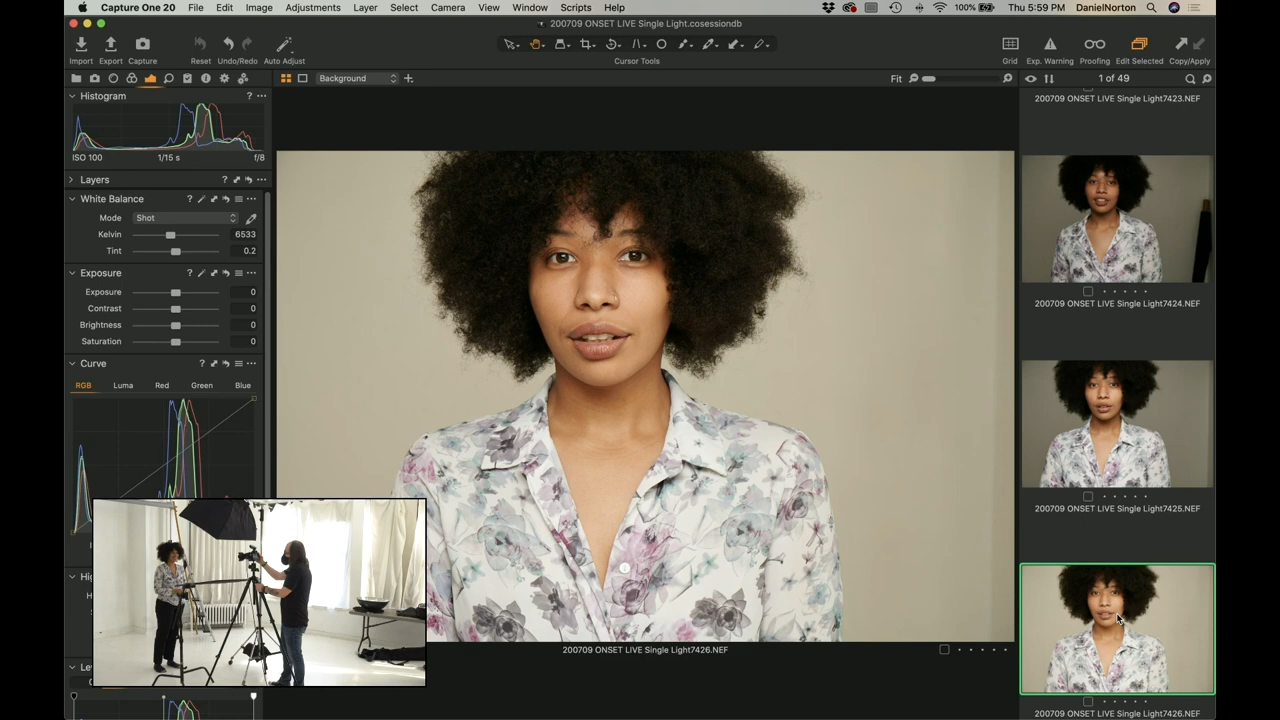 Capture One 20 File Edit View Image Adjustments Layer Select Camera View Window Scripts Help 100% Thu 5:59 PM DanielNorton
200709 ONSET LIVE Single Light.cosessiondb
Import Export Capture Reset Undo/Redo Auto Adjust Cursor Tools Grid Exp. Warning Proofing Edit Selected Copy/Apply
Background Fit 1 of 49
Histogram
ISO 100 1/15 s f/8
Layers
White Balance
Mode Shot
Kelvin 6533
Tint 0.2
Exposure
Exposure 0
Contrast 0
Brightness 0
Saturation 0
Curve
RGB Luma Red Green Blue
200709 ONSET LIVE Single Light7426.NEF
200709 ONSET LIVE Single Light7423.NEF
200709 ONSET LIVE Single Light7424.NEF
200709 ONSET LIVE Single Light7425.NEF
200709 ONSET LIVE Single Light7426.NEF